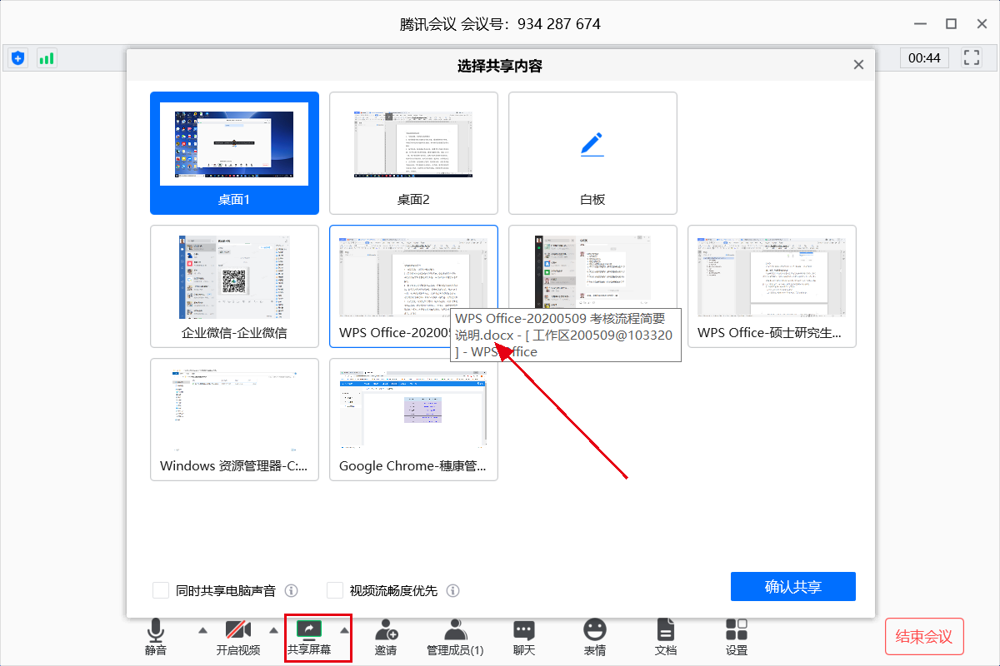 腾讯会议 会议号：934 287 674
00:44
选择共享内容
桌面1
桌面2
白板
企业微信-企业微信
WPS Office-20200
WPS Office-20200509 考核流程简要
说明.docx - [ 工作区200509@103320
] - WPS Office
WPS Office-硕士研究生...
Windows 资源管理器-C:...
Google Chrome-穗康管...
同时共享电脑声音
视频流畅度优先
确认共享
静音
开启视频
共享屏幕
邀请
管理成员(1)
聊天
表情
文档
设置
结束会议